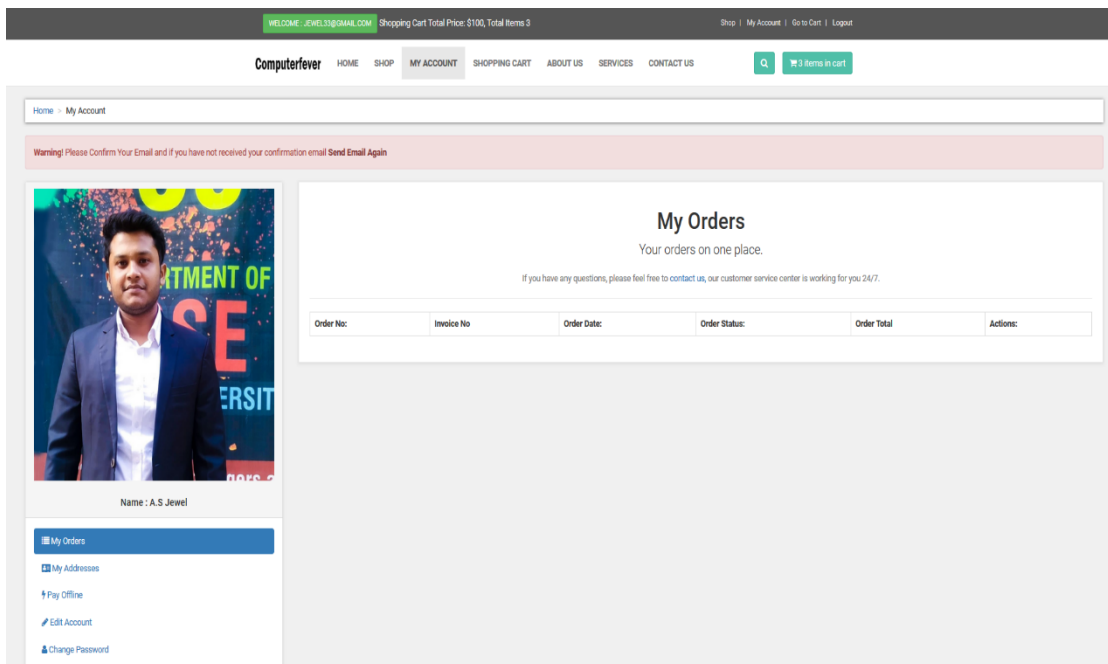 WELCOME : JEWEL33@GMAIL.COM Shopping Cart Total Price: $100, Total Items 3
Shop | My Account | Go to Cart | Logout
Computerfever HOME SHOP MY ACCOUNT SHOPPING CART ABOUT US SERVICES CONTACT US 3 items in cart
Home > My Account
Warning! Please Confirm Your Email and if you have not received your confirmation email Send Email Again
RTMENT OF
SE
ERSIT
Name : A.S Jewel
My Orders
My Addresses
Pay Offline
Edit Account
Change Password
My Orders
Your orders on one place.
If you have any questions, please feel free to contact us, our customer service center is working for you 24/7.
Order No: Invoice No Order Date: Order Status: Order Total Actions: